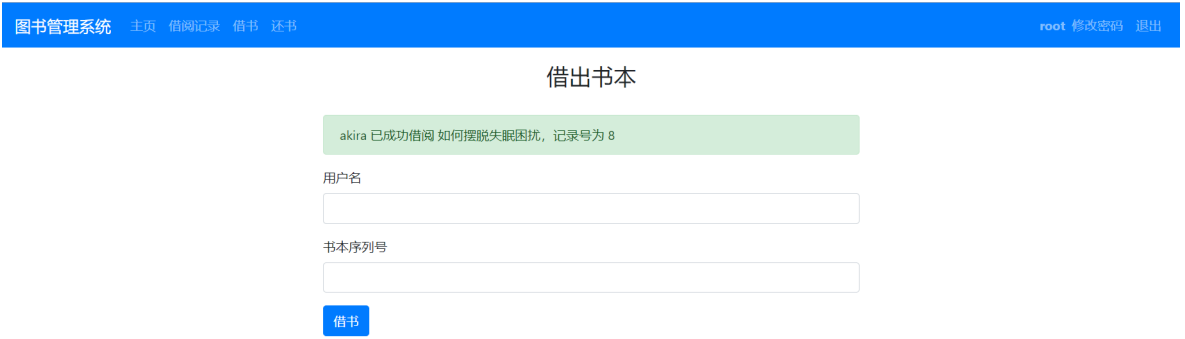 图书管理系统 主页 借阅记录 借书 还书 root 修改密码 退出
借出书本
akira 已成功借阅 如何摆脱失眠困扰，记录号为 8
用户名
书本序列号
借书